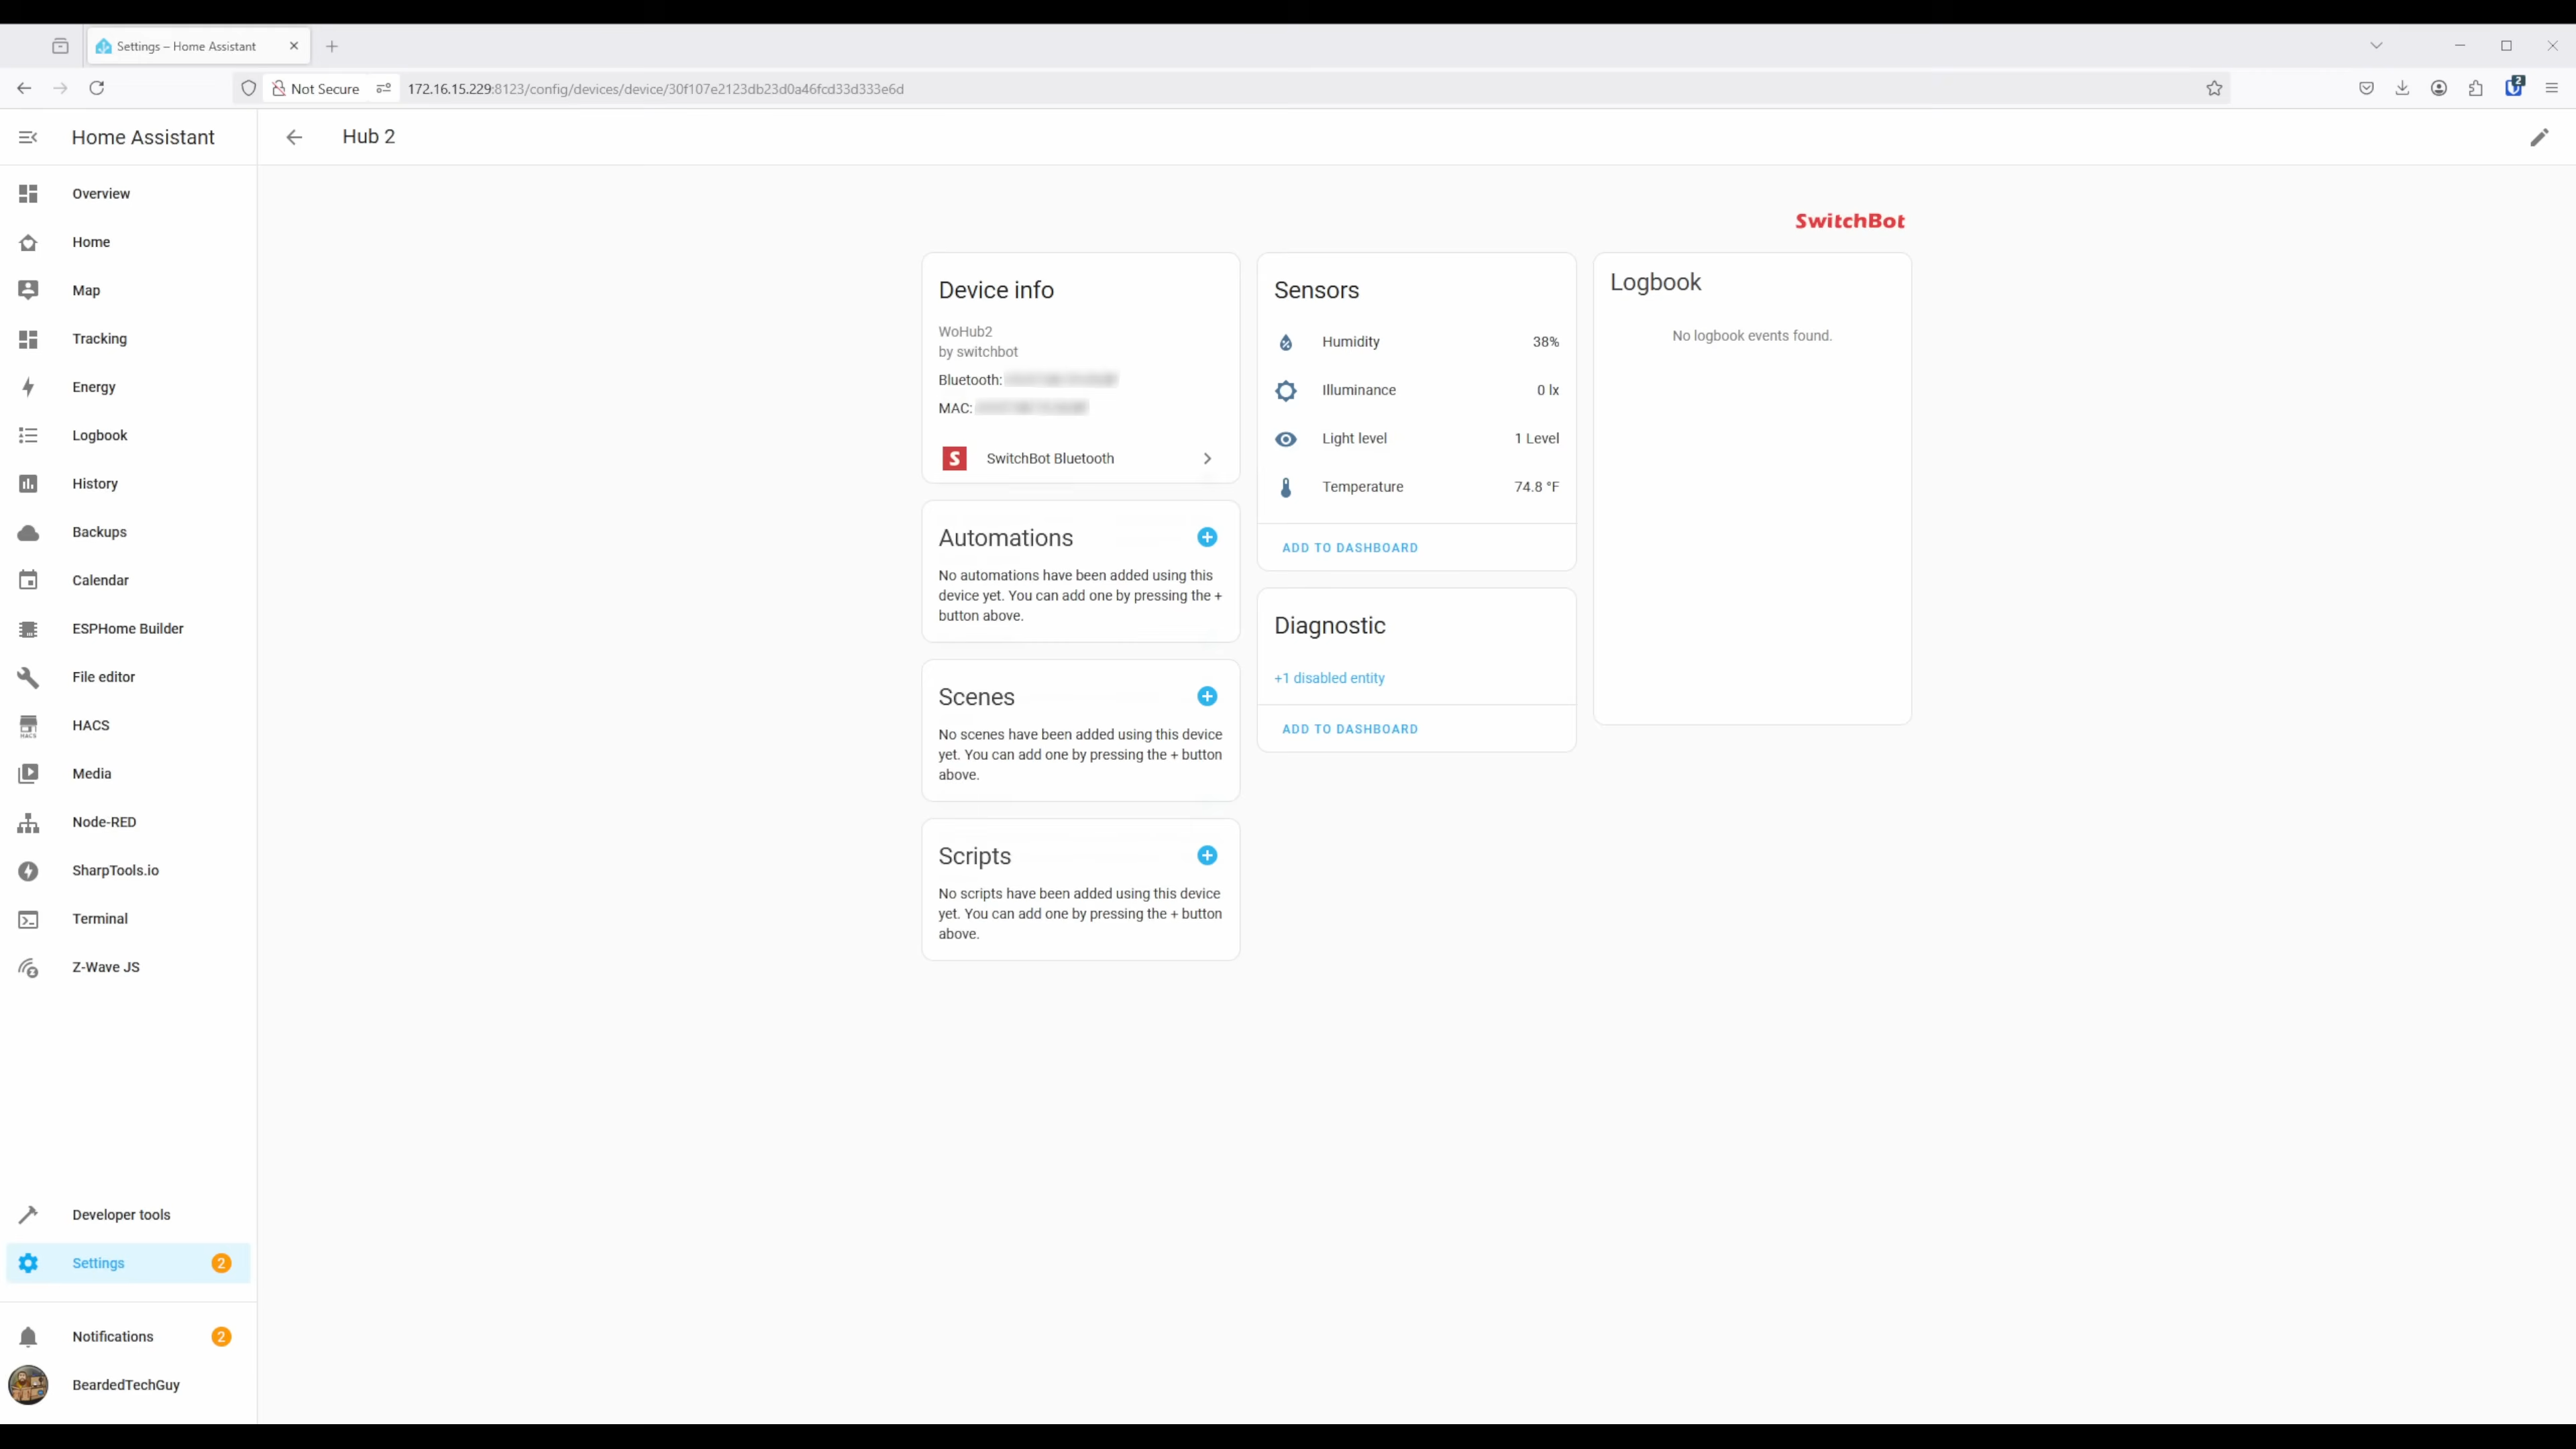 Settings – Home Assistant
Not Secure
172.16.15.229:8123/config/devices/device/30f107e2123db23d0a46fcd33d333e6d
2
Home Assistant
Hub 2
Overview
Home
Map
Tracking
Energy
Logbook
History
Backups
Calendar
ESPHome Builder
File editor
HACS
HACS
Media
Node-RED
SharpTools.io
Terminal
Z-Wave JS
Developer tools
Settings 2
Notifications 2
BeardedTechGuy
SwitchBot
Device info
WoHub2
by switchbot
Bluetooth:
MAC:
S SwitchBot Bluetooth
Automations
No automations have been added using this
device yet. You can add one by pressing the +
button above.
Scenes
No scenes have been added using this device
yet. You can add one by pressing the + button
above.
Scripts
No scripts have been added using this device
yet. You can add one by pressing the + button
above.
Sensors
Humidity 38%
Illuminance 0 lx
Light level 1 Level
Temperature 74.8 °F
ADD TO DASHBOARD
Diagnostic
+1 disabled entity
ADD TO DASHBOARD
Logbook
No logbook events found.